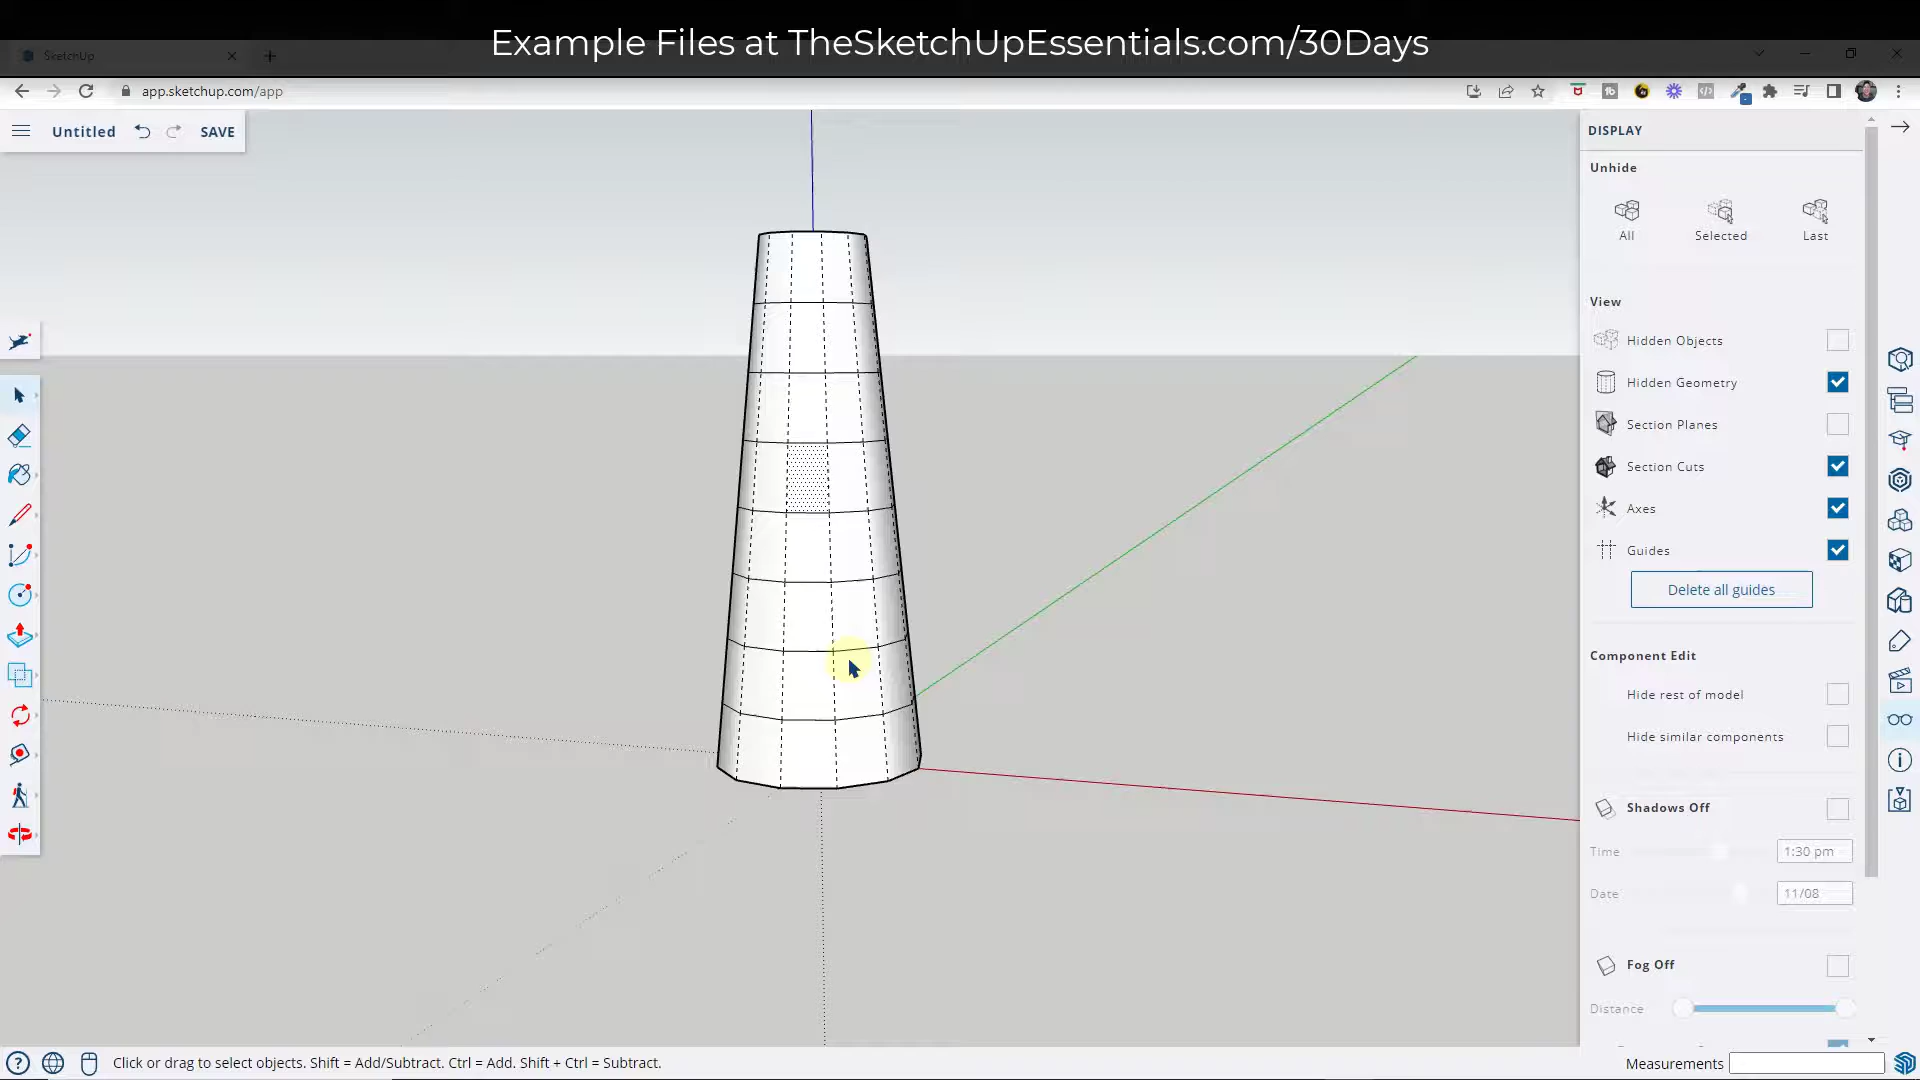 Example Files at TheSketchUpEssentials.com/30Days
SketchUp
app.sketchup.com/app
Untitled
SAVE
DISPLAY
Unhide
All
Selected
Last
View
Hidden Objects
Hidden Geometry
Section Planes
Section Cuts
Axes
Guides
Delete all guides
Component Edit
Hide rest of model
Hide similar components
Shadows Off
Time
1:30 pm
Date
11/08
Fog Off
Distance
Click or drag to select objects. Shift = Add/Subtract. Ctrl = Add. Shift + Ctrl = Subtract.
Measurements